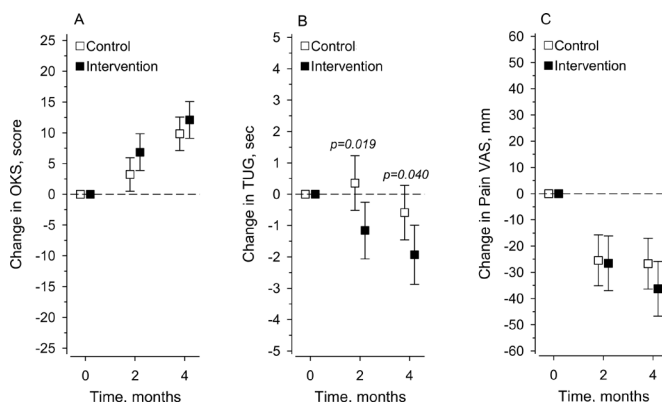 A
Control
Intervention
Change in OKS, score
25
20
15
10
5
0
-5
-10
-15
-20
-25
0 2 4
Time, months
B
Control
Intervention
Change in TUG, sec
5
4
3
2
1
0
-1
-2
-3
-4
-5
p=0.019
p=0.040
0 2 4
Time, months
C
Control
Intervention
Change in Pain VAS, mm
60
50
40
30
20
10
0
-10
-20
-30
-40
-50
-60
0 2 4
Time, months